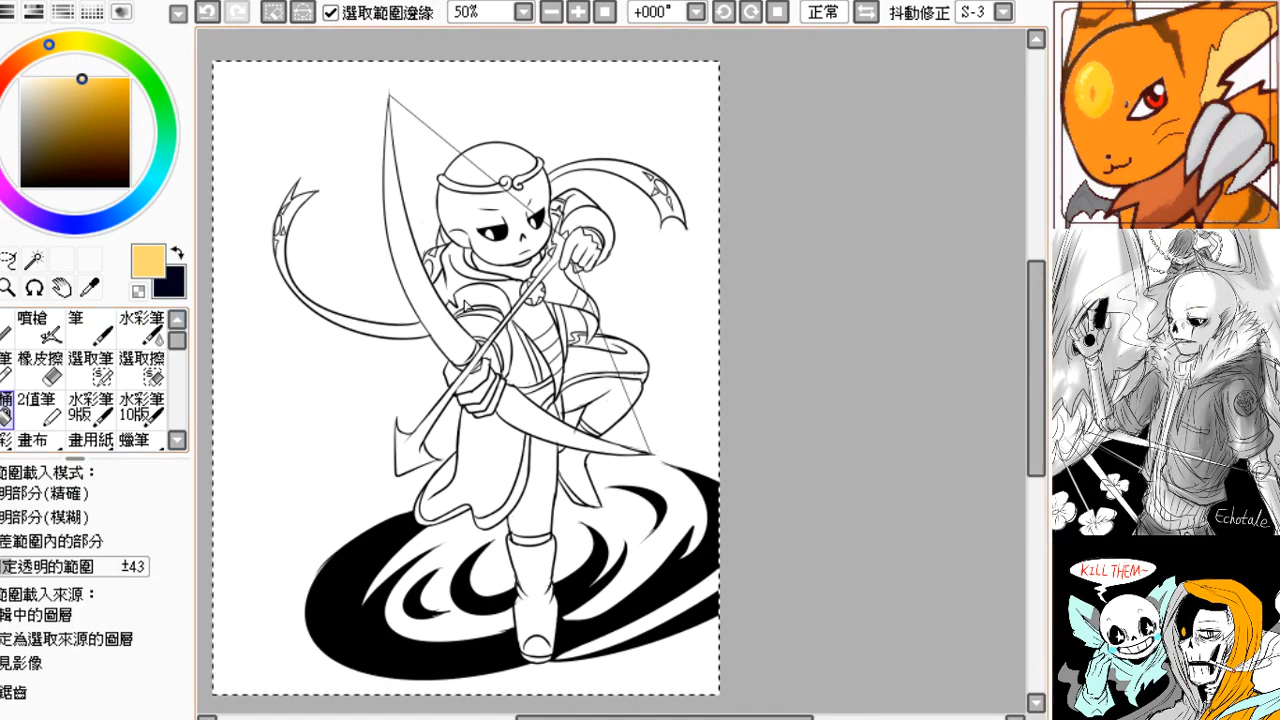 選取範圍邊緣 50% +000° 正常 抖動修正 S-3
噴槍 筆 水彩筆
筆 橡皮擦 選取筆 選取擦
桶 2值筆 水彩筆 水彩筆
9版 10版
彩 畫布 畫用紙 蠟筆
範圍載入模式：
明部分(精確)
明部分(模糊)
差範圍內的部分
定透明的範圍 ±43
範圍載入來源：
輯中的圖層
定為選取來源的圖層
見影像
鋸齒
Echotale
KILL THEM~